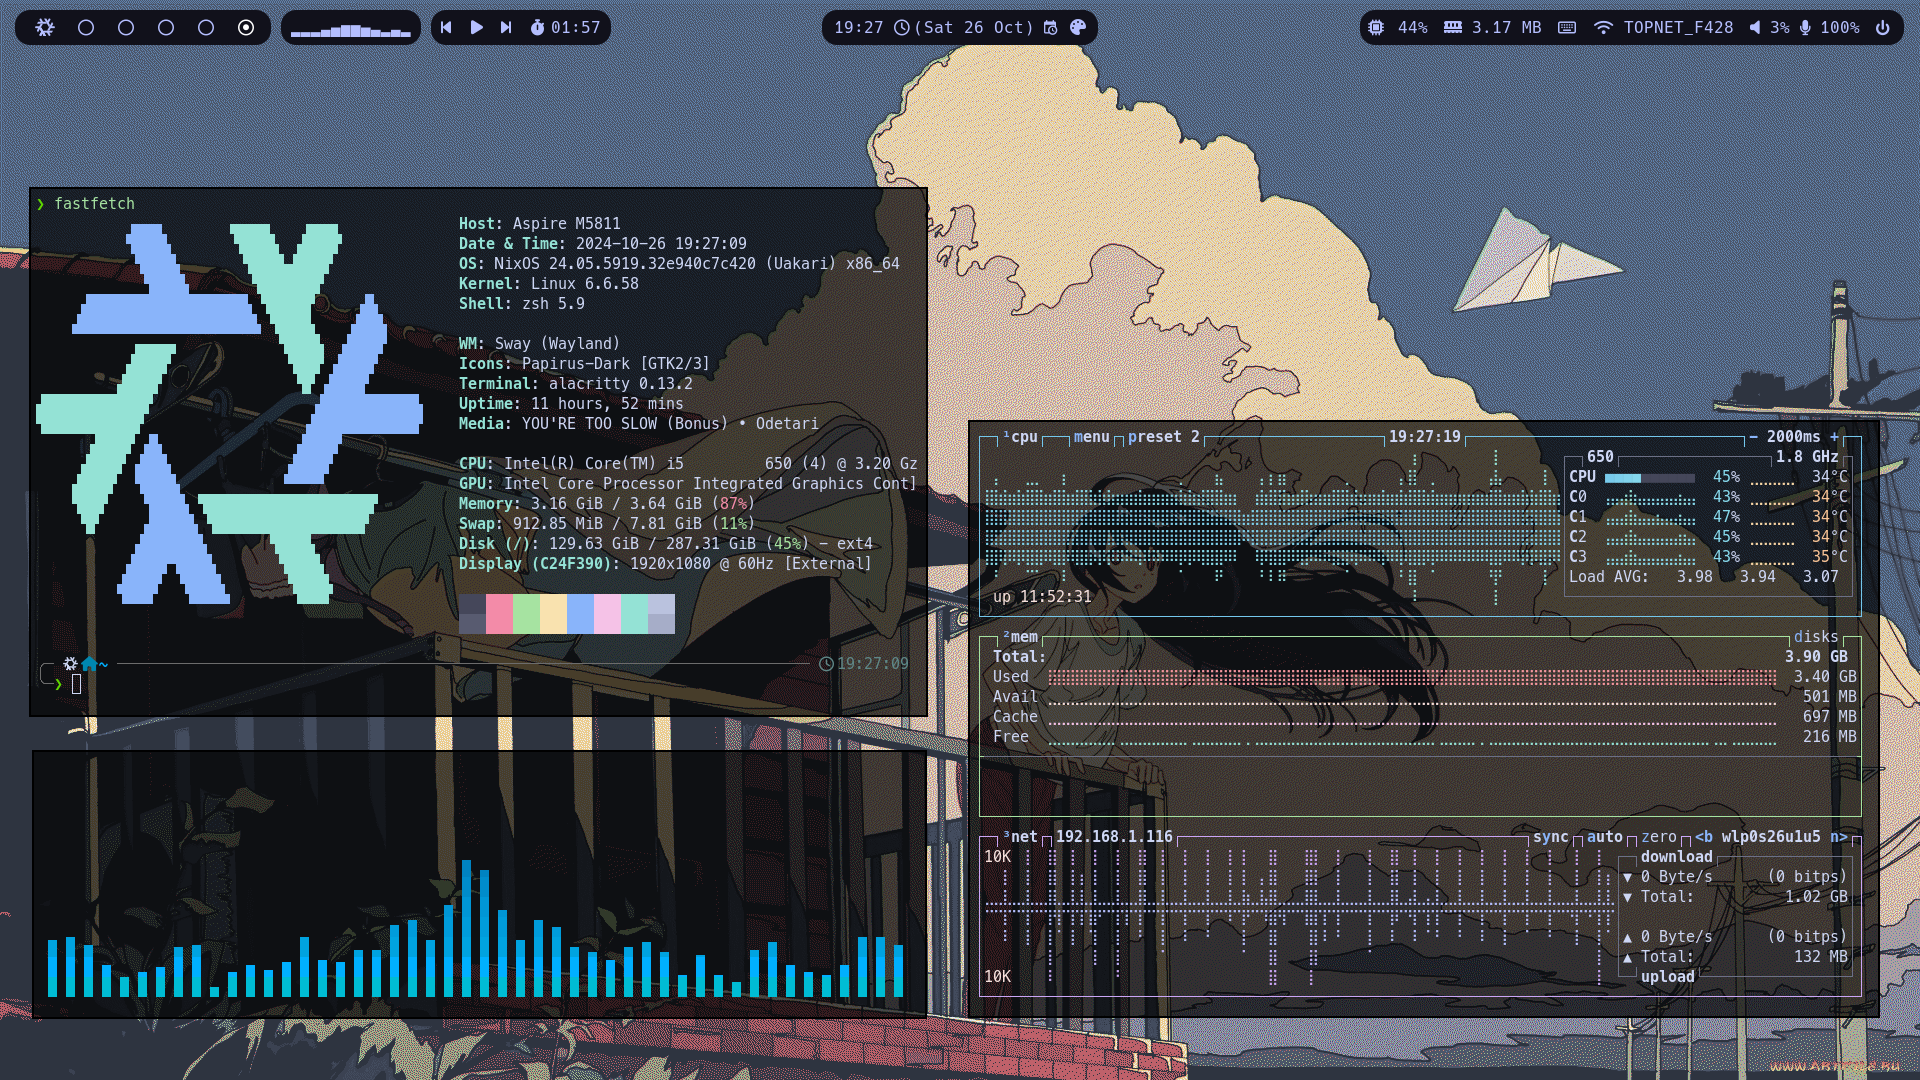 01:57
19:27 (Sat 26 Oct)
44% 3.17 MB TOPNET_F428 3% 100%
❯ fastfetch
Host: Aspire M5811
Date & Time: 2024-10-26 19:27:09
OS: NixOS 24.05.5919.32e940c7c420 (Uakari) x86_64
Kernel: Linux 6.6.58
Shell: zsh 5.9
WM: Sway (Wayland)
Icons: Papirus-Dark [GTK2/3]
Terminal: alacritty 0.13.2
Uptime: 11 hours, 52 mins
Media: YOU'RE TOO SLOW (Bonus) • Odetari
CPU: Intel(R) Core(TM) i5 650 (4) @ 3.20 Gz
GPU: Intel Core Processor Integrated Graphics Cont]
Memory: 3.16 GiB / 3.64 GiB (87%)
Swap: 912.85 MiB / 7.81 GiB (11%)
Disk (/): 129.63 GiB / 287.31 GiB (45%) - ext4
Display (C24F390): 1920x1080 @ 60Hz [External]
~ 19:27:09
❯
¹cpu menu preset 2 19:27:19 - 2000ms +
650 1.8 GHz
CPU 45% 34°C
C0 43% 34°C
C1 47% 34°C
C2 45% 34°C
C3 43% 35°C
Load AVG: 3.98 3.94 3.07
up 11:52:31
²mem disks
Total: 3.90 GB
Used 3.40 GB
Avail 501 MB
Cache 697 MB
Free 216 MB
³net 192.168.1.116 sync auto zero <b wlp0s26u1u5 n>
10K
download
▼ 0 Byte/s (0 bitps)
▼ Total: 1.02 GB
▲ 0 Byte/s (0 bitps)
▲ Total: 132 MB
10K
upload